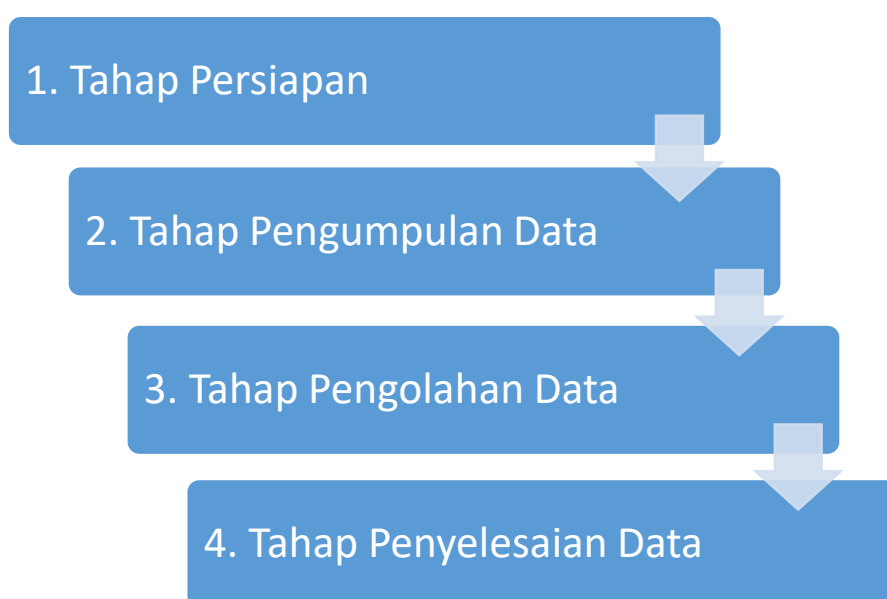 1. Tahap Persiapan
2. Tahap Pengumpulan Data
3. Tahap Pengolahan Data
4. Tahap Penyelesaian Data